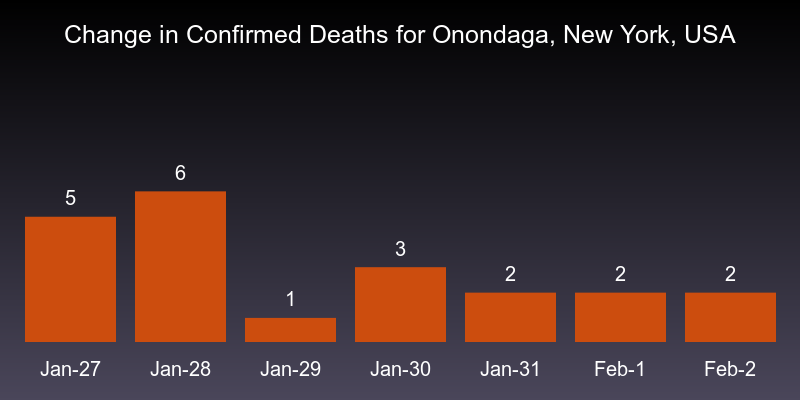 Change in Confirmed Deaths for Onondaga, New York, USA
5
6
1
3
2
2
2
Jan-27
Jan-28
Jan-29
Jan-30
Jan-31
Feb-1
Feb-2